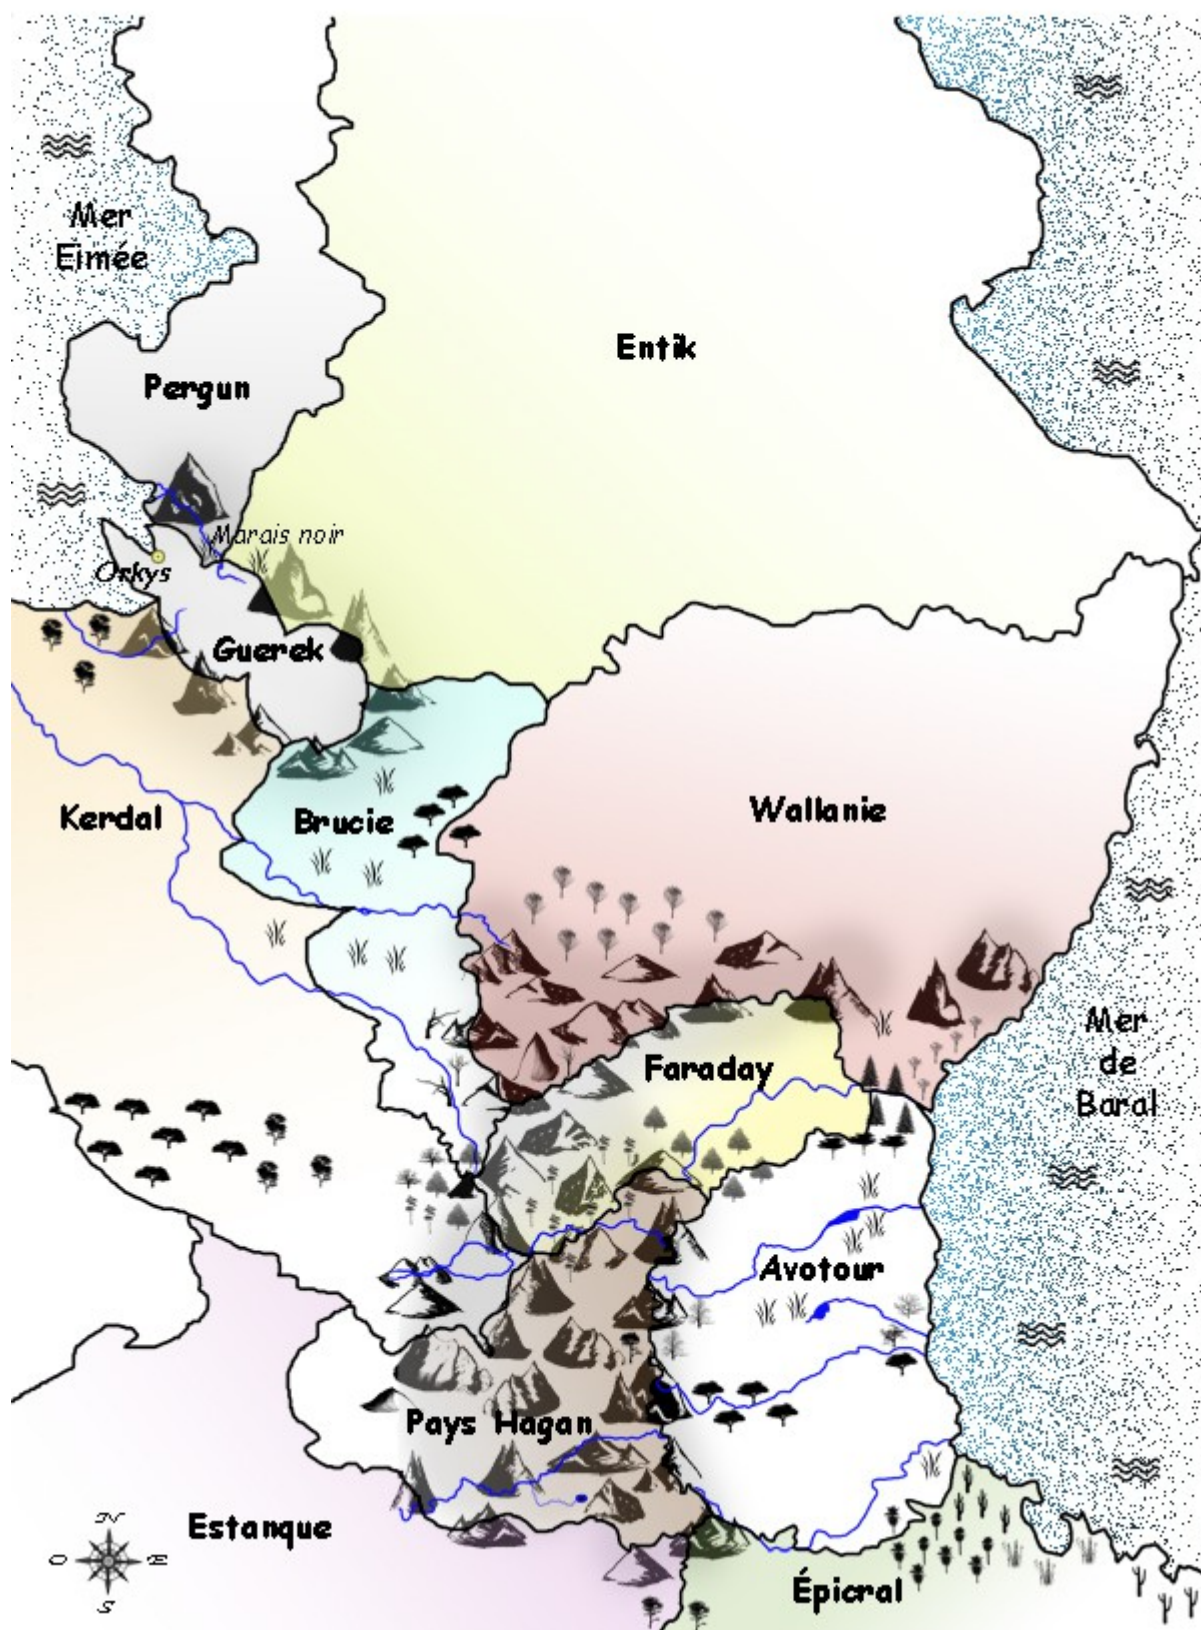 Mer
Eimée
Entik
Pergun
Marais noir
Orkys
Guerek
Kerdal
Brucie
Wallanie
Mer
de
Baral
Faraday
Avotour
Pays Hagan
Estanque
N
O
E
S
Épicral